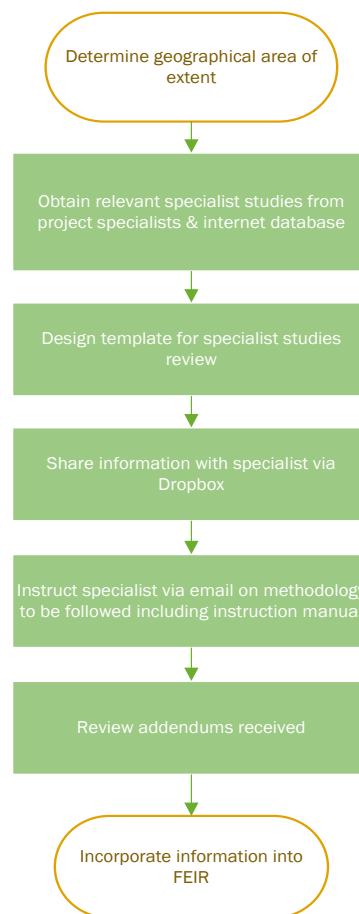 Determine geographical area of
extent
Obtain relevant specialist studies from
project specialists & internet database
Design template for specialist studies
review
Share information with specialist via
Dropbox
Instruct specialist via email on methodology
to be followed including instruction manua
Review addendums received
Incorporate information into
FEIR